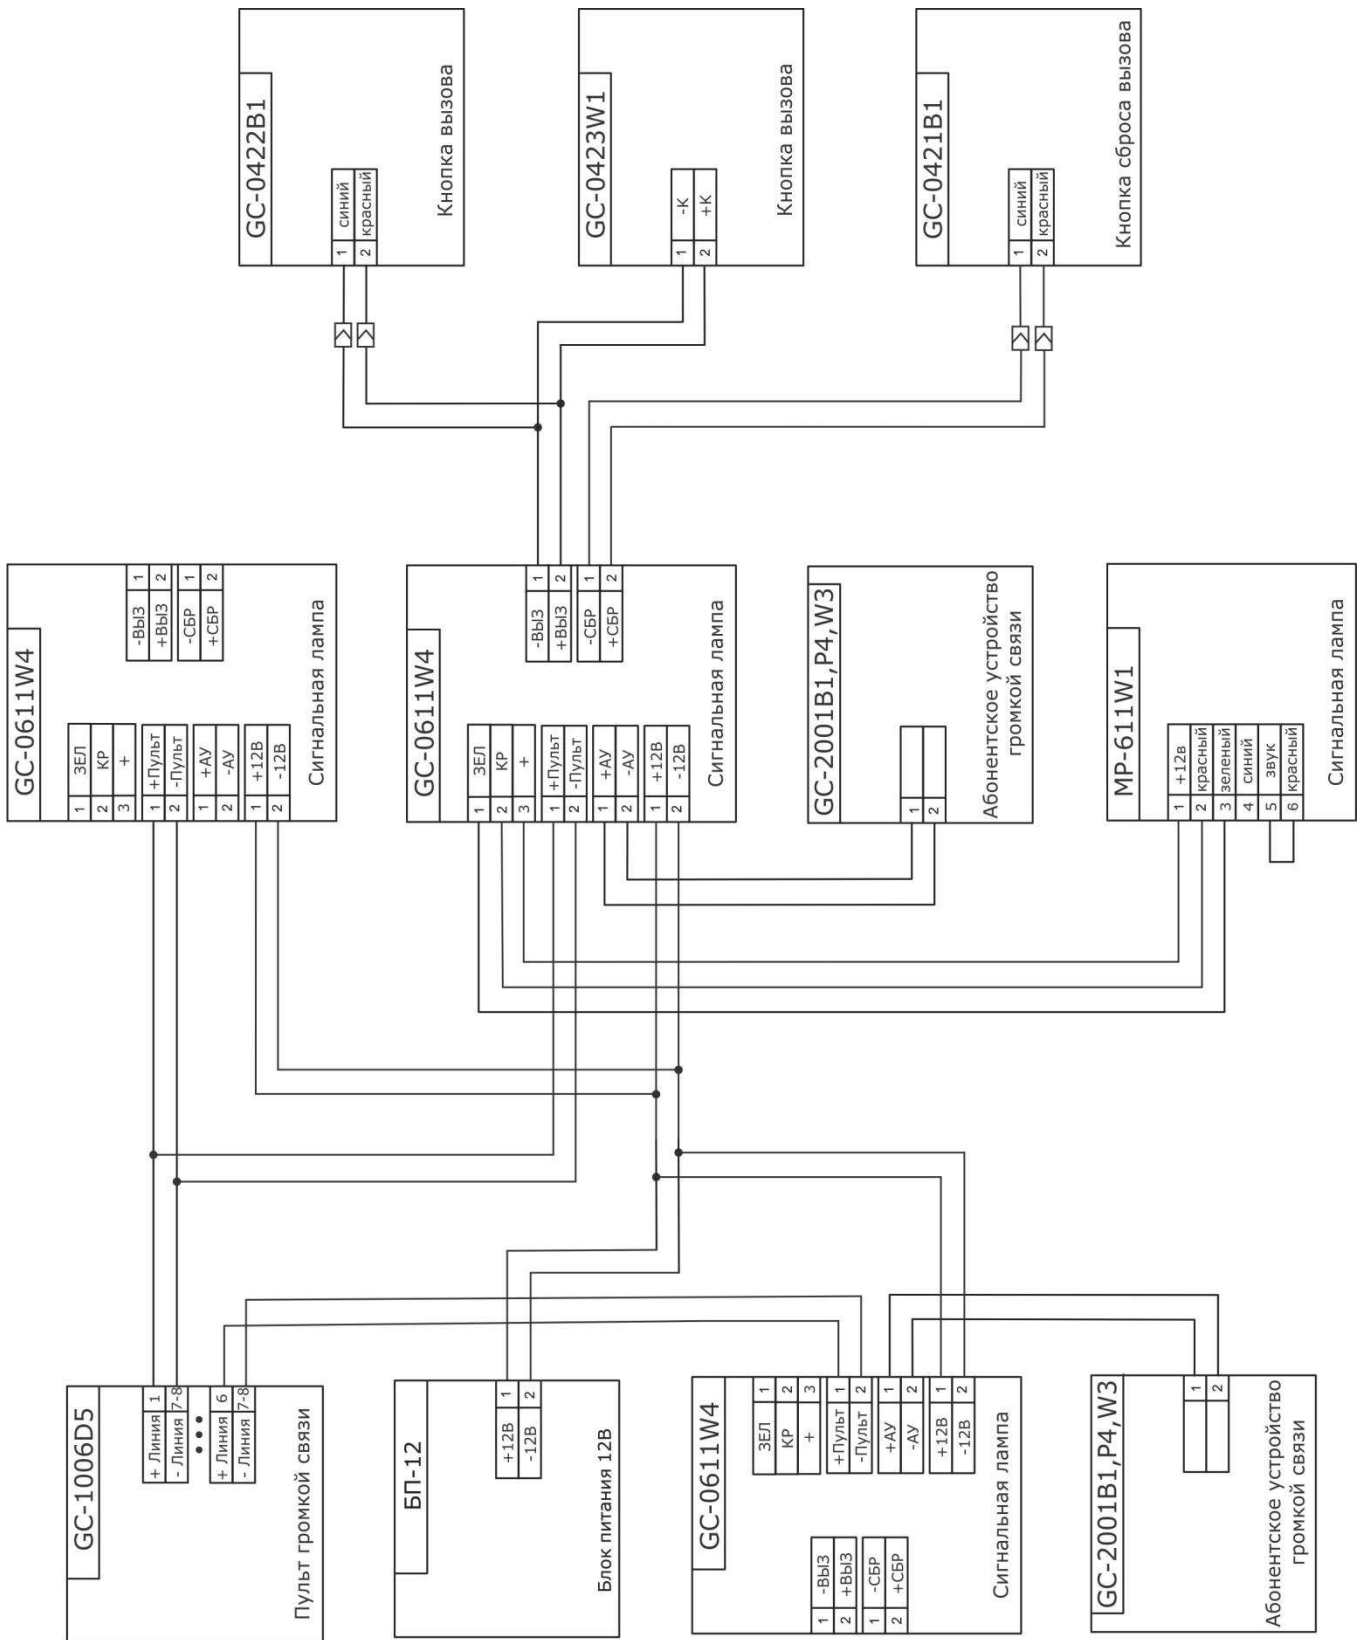 GC-1006D5
+ Линия 1
- Линия 7-8
•••
+ Линия 6
- Линия 7-8
Пульт громкой связи
БП-12
+12В 1
-12В 2
Блок питания 12В
GC-0611W4
ЗЕЛ 1
КР 2
+ 3
+Пульт 1
-Пульт 2
+АУ 1
-АУ 2
+12В 1
-12В 2
1 -ВЫЗ
2 +ВЫЗ
1 -СБР
2 +СБР
Сигнальная лампа
GC-2001B1,P4,W3
1
2
Абонентское устройство
громкой связи
GC-0611W4
1 ЗЕЛ
2 КР
3 +
1 +Пульт
2 -Пульт
1 +АУ
2 -АУ
1 +12В
2 -12В
-ВЫЗ 1
+ВЫЗ 2
-СБР 1
+СБР 2
Сигнальная лампа
GC-0611W4
1 ЗЕЛ
2 КР
3 +
1 +Пульт
2 -Пульт
1 +АУ
2 -АУ
1 +12В
2 -12В
-ВЫЗ 1
+ВЫЗ 2
-СБР 1
+СБР 2
Сигнальная лампа
GC-2001B1,P4,W3
1
2
Абонентское устройство
громкой связи
MP-611W1
1 +12в
2 красный
3 зеленый
4 синий
5 звук
6 красный
Сигнальная лампа
GC-0422B1
1 синий
2 красный
Кнопка вызова
GC-0423W1
1 -К
2 +К
Кнопка вызова
GC-0421B1
1 синий
2 красный
Кнопка сброса вызова